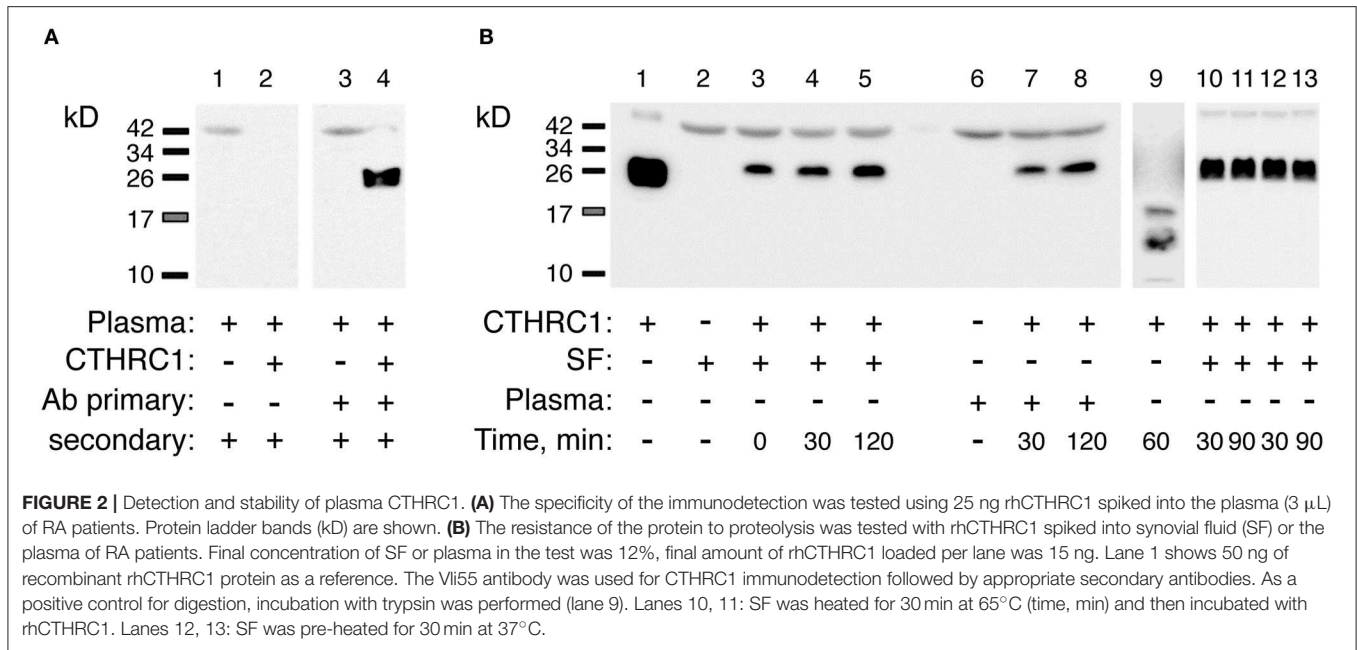 A
B
1 2 3 4
1 2 3 4 5 6 7 8 9 10 11 12 13
kD
42
34
26
17
10
kD
42
34
26
17
10
Plasma: + + + +
CTHRC1: - + - +
Ab primary: - - + +
secondary: + + + +
CTHRC1: + - + + + - + + + + + + +
SF: - + + + + - - - - + + + +
Plasma: - - - - - + + + - - - - -
Time, min: - - 0 30 120 - 30 120 60 30 90 30 90
FIGURE 2 | Detection and stability of plasma CTHRC1. (A) The specificity of the immunodetection was tested using 25 ng rhCTHRC1 spiked into the plasma (3 μL)
of RA patients. Protein ladder bands (kD) are shown. (B) The resistance of the protein to proteolysis was tested with rhCTHRC1 spiked into synovial fluid (SF) or the
plasma of RA patients. Final concentration of SF or plasma in the test was 12%, final amount of rhCTHRC1 loaded per lane was 15 ng. Lane 1 shows 50 ng of
recombinant rhCTHRC1 protein as a reference. The Vli55 antibody was used for CTHRC1 immunodetection followed by appropriate secondary antibodies. As a
positive control for digestion, incubation with trypsin was performed (lane 9). Lanes 10, 11: SF was heated for 30 min at 65°C (time, min) and then incubated with
rhCTHRC1. Lanes 12, 13: SF was pre-heated for 30 min at 37°C.